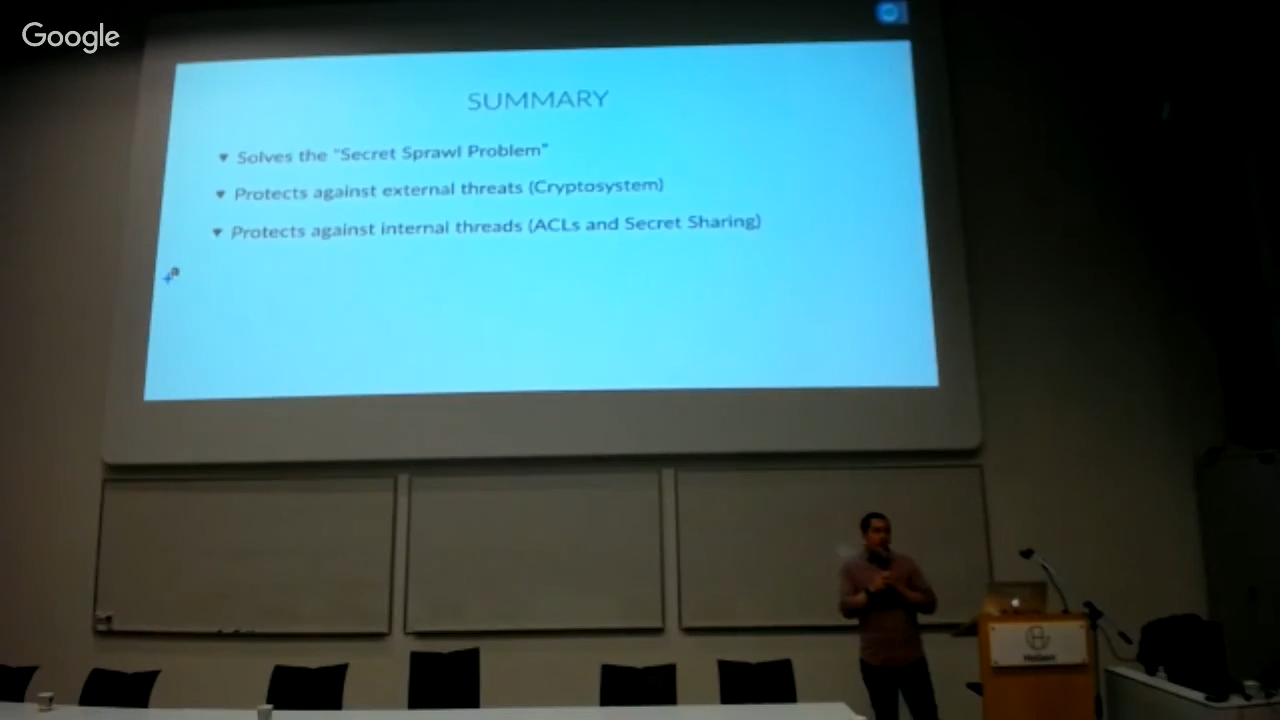 Google
SUMMARY
Solves the "Secret Sprawl Problem"
Protects against external threats (Cryptosystem)
Protects against internal threads (ACLs and Secret Sharing)